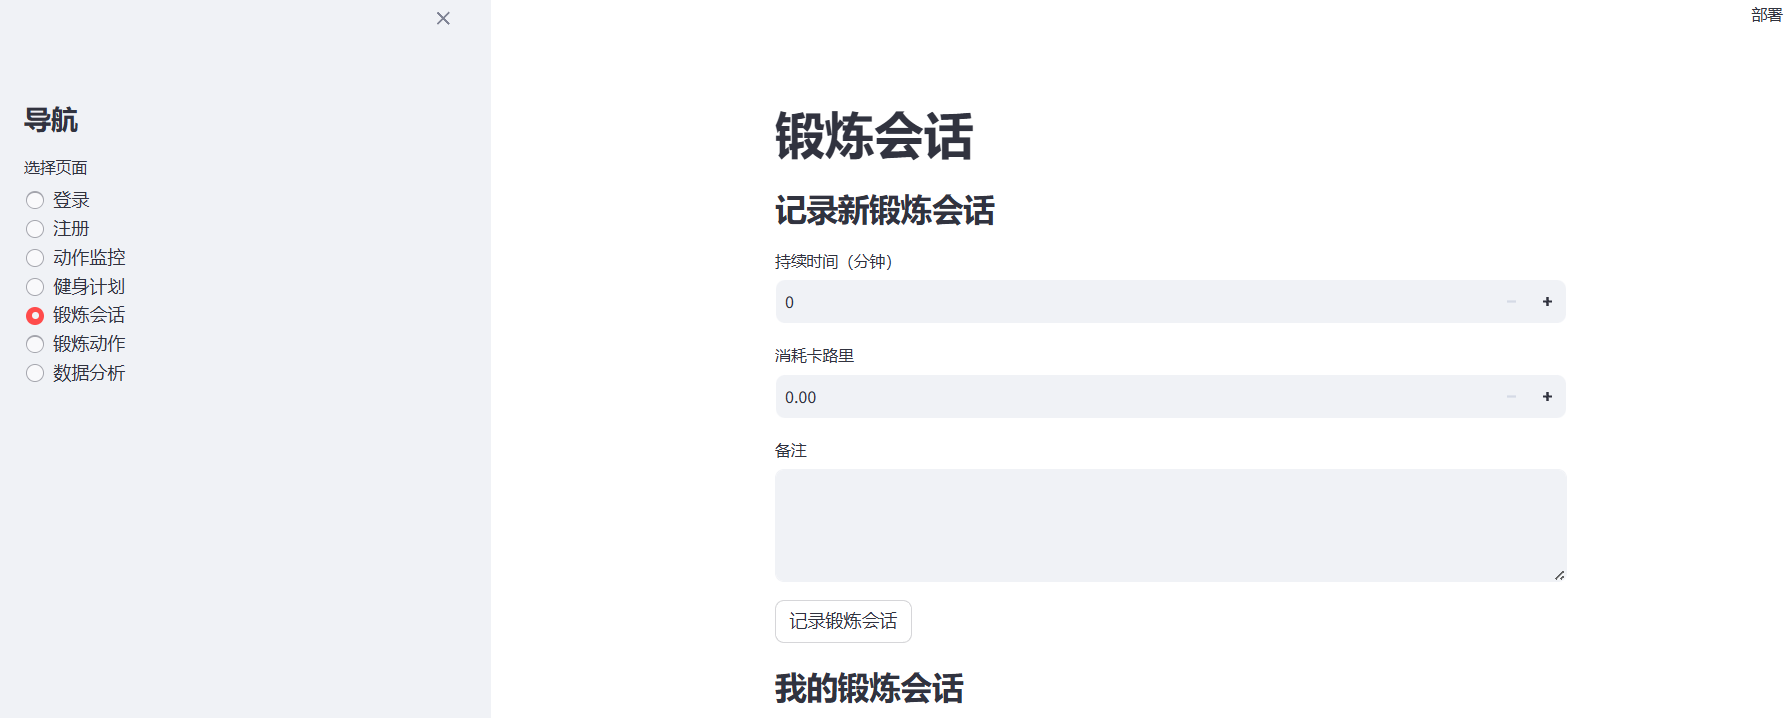 部署
导航
选择页面
登录
注册
动作监控
健身计划
锻炼会话
锻炼动作
数据分析
锻炼会话
记录新锻炼会话
持续时间（分钟）
0
消耗卡路里
0.00
备注
记录锻炼会话
我的锻炼会话